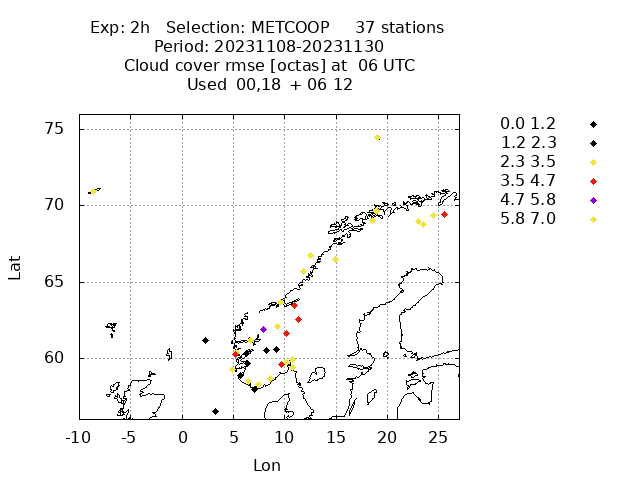 Exp: 2h   Selection: METCOOP     37 stations
Period: 20231108-20231130
Cloud cover rmse [octas] at  06 UTC
Used  00,18  + 06 12
0.0 1.2
1.2 2.3
2.3 3.5
3.5 4.7
4.7 5.8
5.8 7.0
75
70
65
60
Lat
-10 -5 0 5 10 15 20 25
Lon